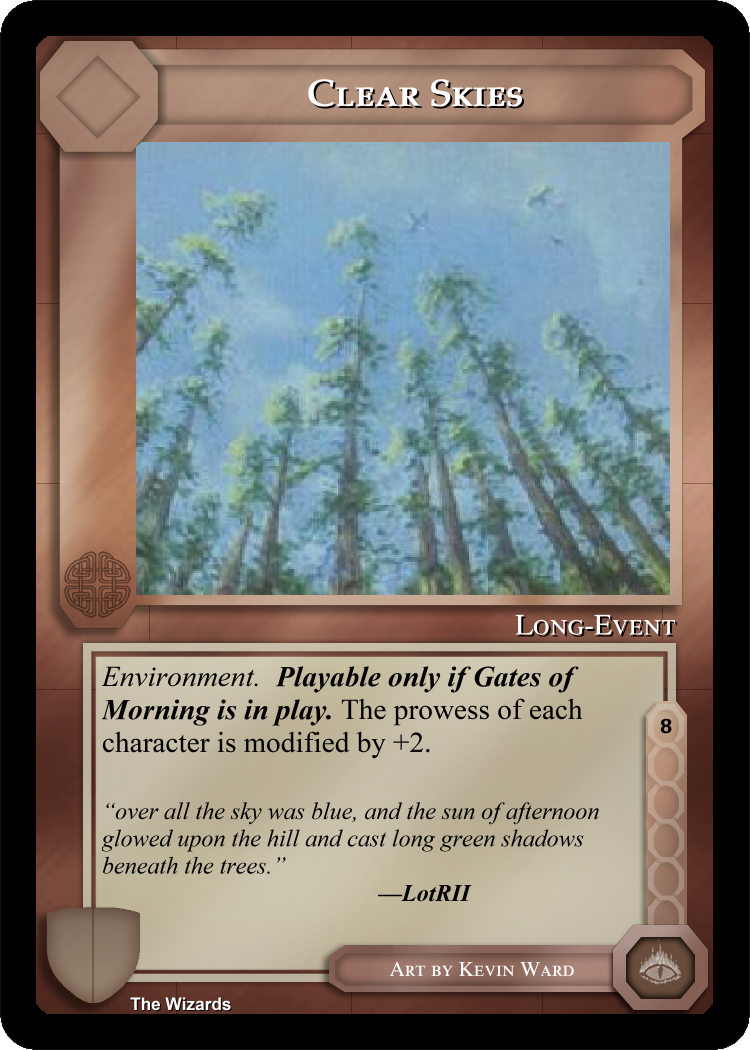 Clear Skies
Long-Event
Environment. Playable only if Gates of
Morning is in play. The prowess of each
character is modified by +2.
8
“over all the sky was blue, and the sun of afternoon
glowed upon the hill and cast long green shadows
beneath the trees.”
—LotRII
Art by Kevin Ward
The Wizards